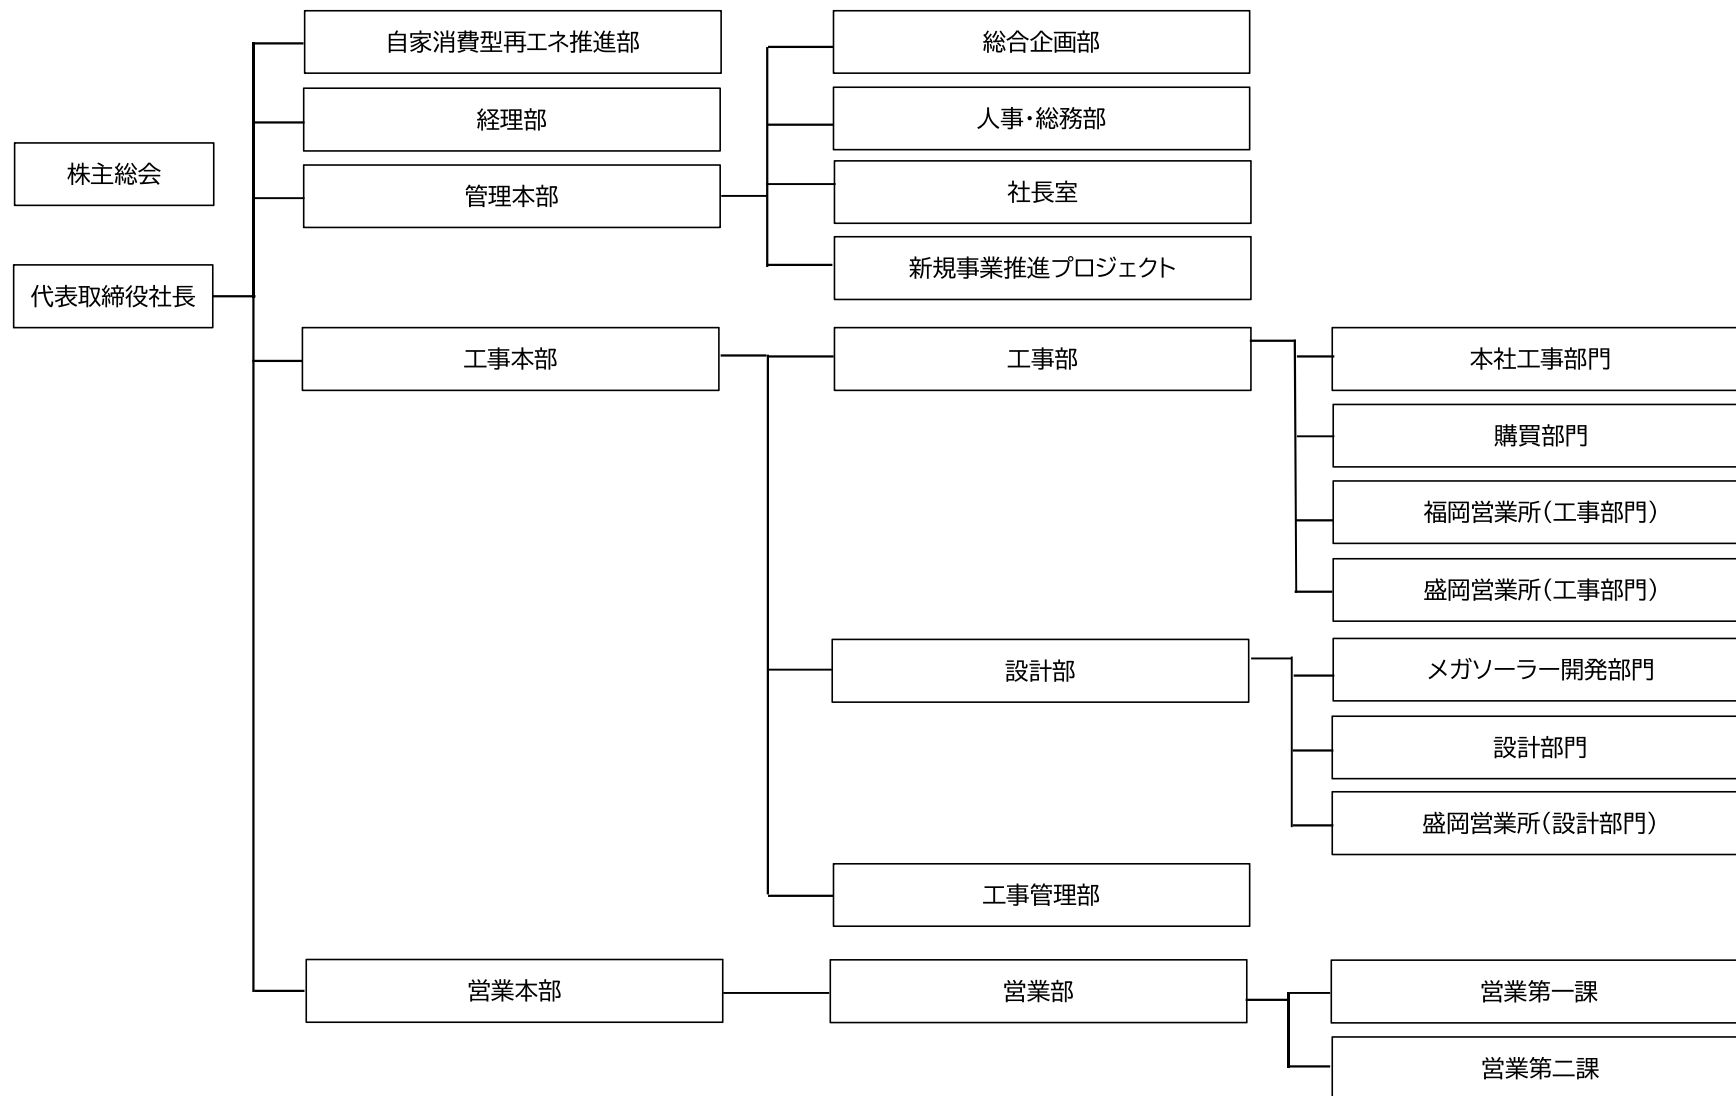 株主総会
代表取締役社長
自家消費型再エネ推進部
経理部
管理本部
総合企画部
人事・総務部
社長室
新規事業推進プロジェクト
工事本部
工事部
本社工事部門
購買部門
福岡営業所(工事部門)
盛岡営業所(工事部門)
設計部
メガソーラー開発部門
設計部門
盛岡営業所(設計部門)
工事管理部
営業本部
営業部
営業第一課
営業第二課